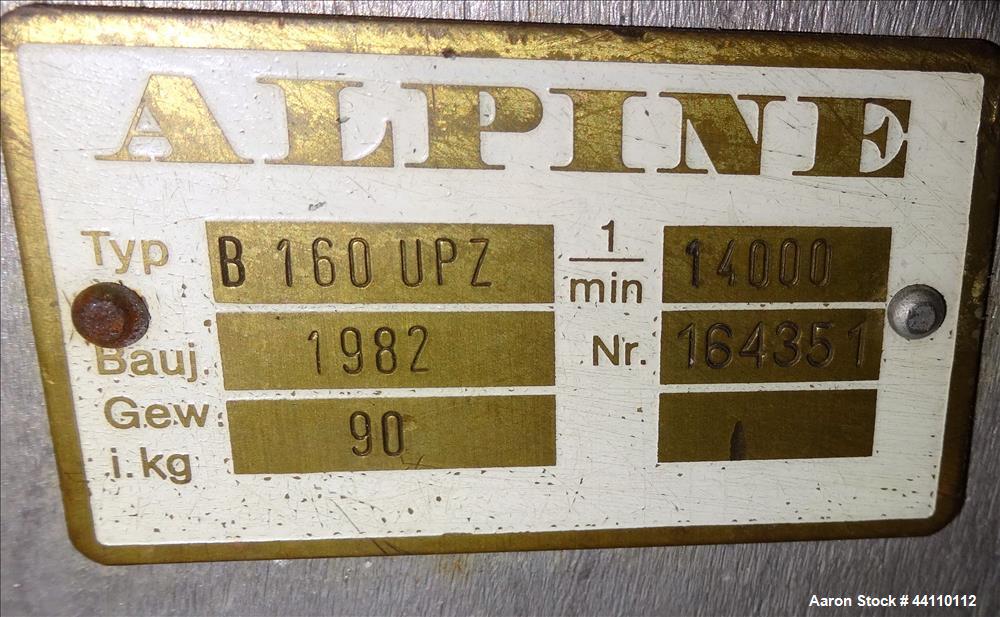 ALPINE
Typ B 160 UPZ 1/min 14000
Bauj. 1982 Nr. 164351
Gew. i. kg 90
Aaron Stock # 44110112